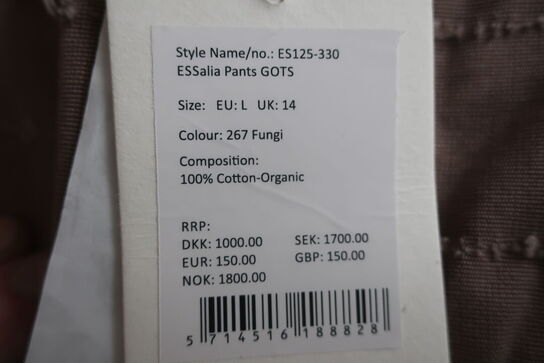 Style Name/no.: ES125-330
ESSalia Pants GOTS
Size: EU: L UK: 14
Colour: 267 Fungi
Composition:
100% Cotton-Organic
RRP:
DKK: 1000.00 SEK: 1700.00
EUR: 150.00 GBP: 150.00
NOK: 1800.00
5 714516 188828